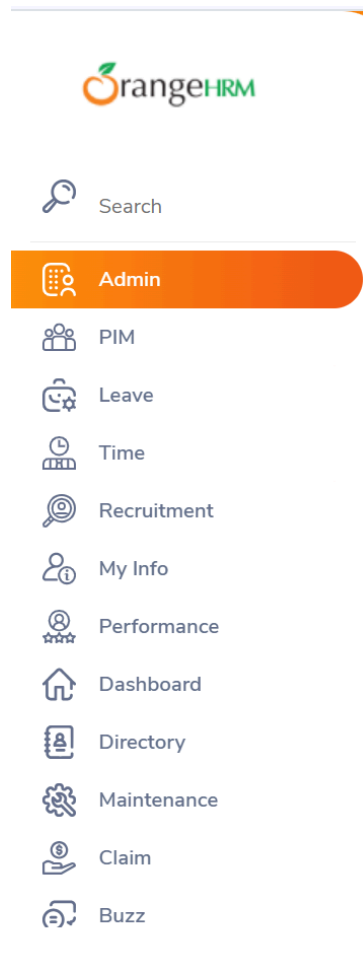 OrangeHRM
Search
Admin
PIM
Leave
Time
Recruitment
My Info
Performance
Dashboard
Directory
Maintenance
Claim
Buzz